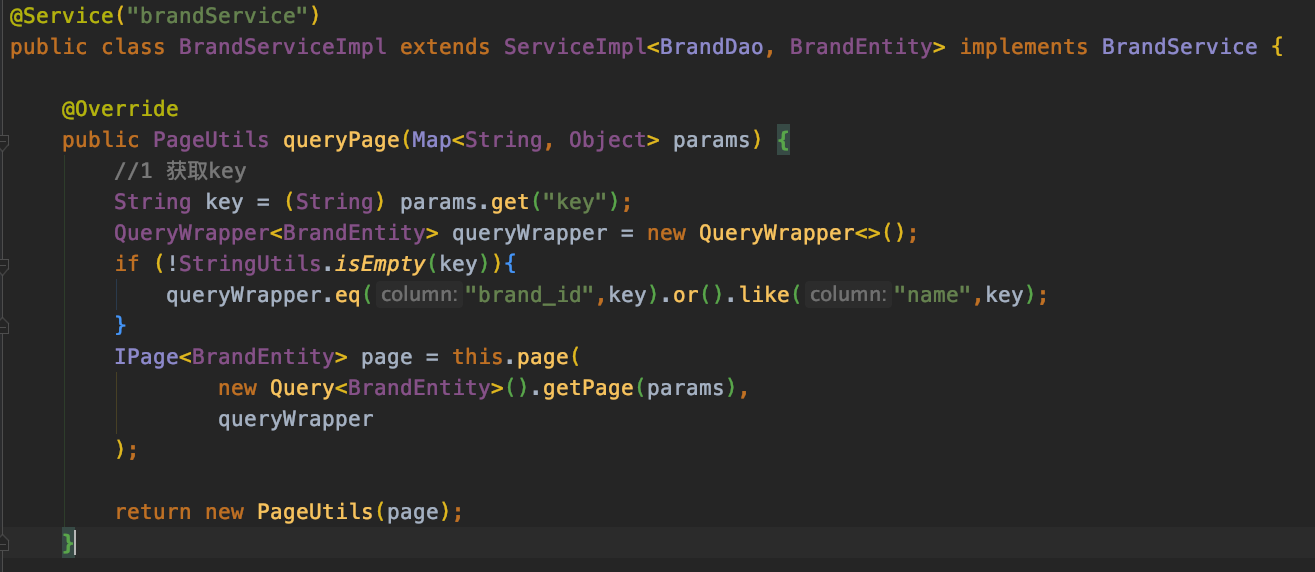 @Service("brandService")
public class BrandServiceImpl extends ServiceImpl<BrandDao, BrandEntity> implements BrandService {
@Override
public PageUtils queryPage(Map<String, Object> params) {
//1 获取key
String key = (String) params.get("key");
QueryWrapper<BrandEntity> queryWrapper = new QueryWrapper<>();
if (!StringUtils.isEmpty(key)){
queryWrapper.eq( column: "brand_id",key).or().like( column: "name",key);
}
IPage<BrandEntity> page = this.page(
new Query<BrandEntity>().getPage(params),
queryWrapper
);
return new PageUtils(page);
}